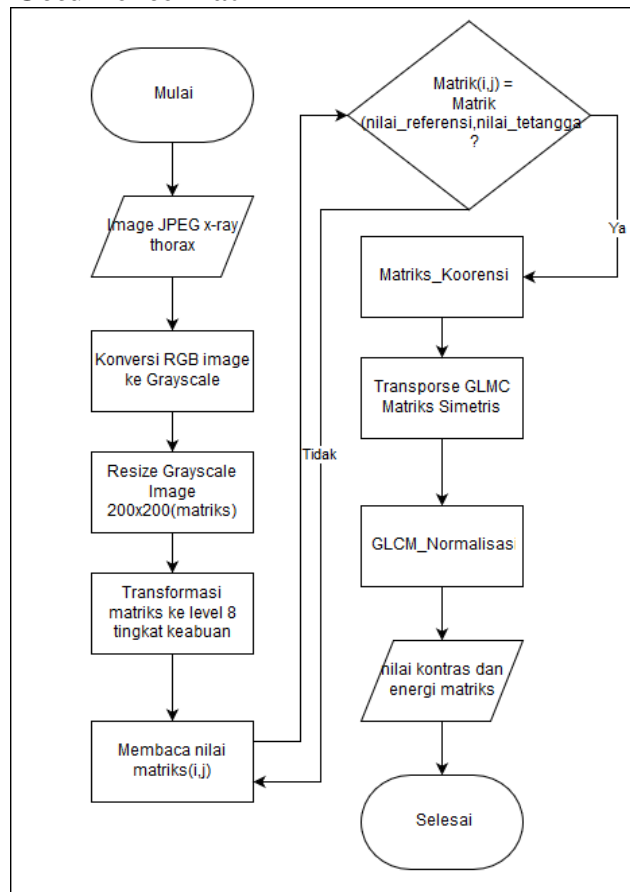 Mulai
Image JPEG x-ray
thorax
Konversi RGB image
ke Grayscale
Resize Grayscale
Image
200x200(matriks)
Transformasi
matriks ke level 8
tingkat keabuan
Membaca nilai
matriks(i,j)
Matrik(i,j) =
Matrik
(nilai_referensi,nilai_tetangga
?
Ya
Tidak
Matriks_Koorensi
Transporse GLMC
Matriks Simetris
GLCM_Normalisasi
nilai kontras dan
energi matriks
Selesai